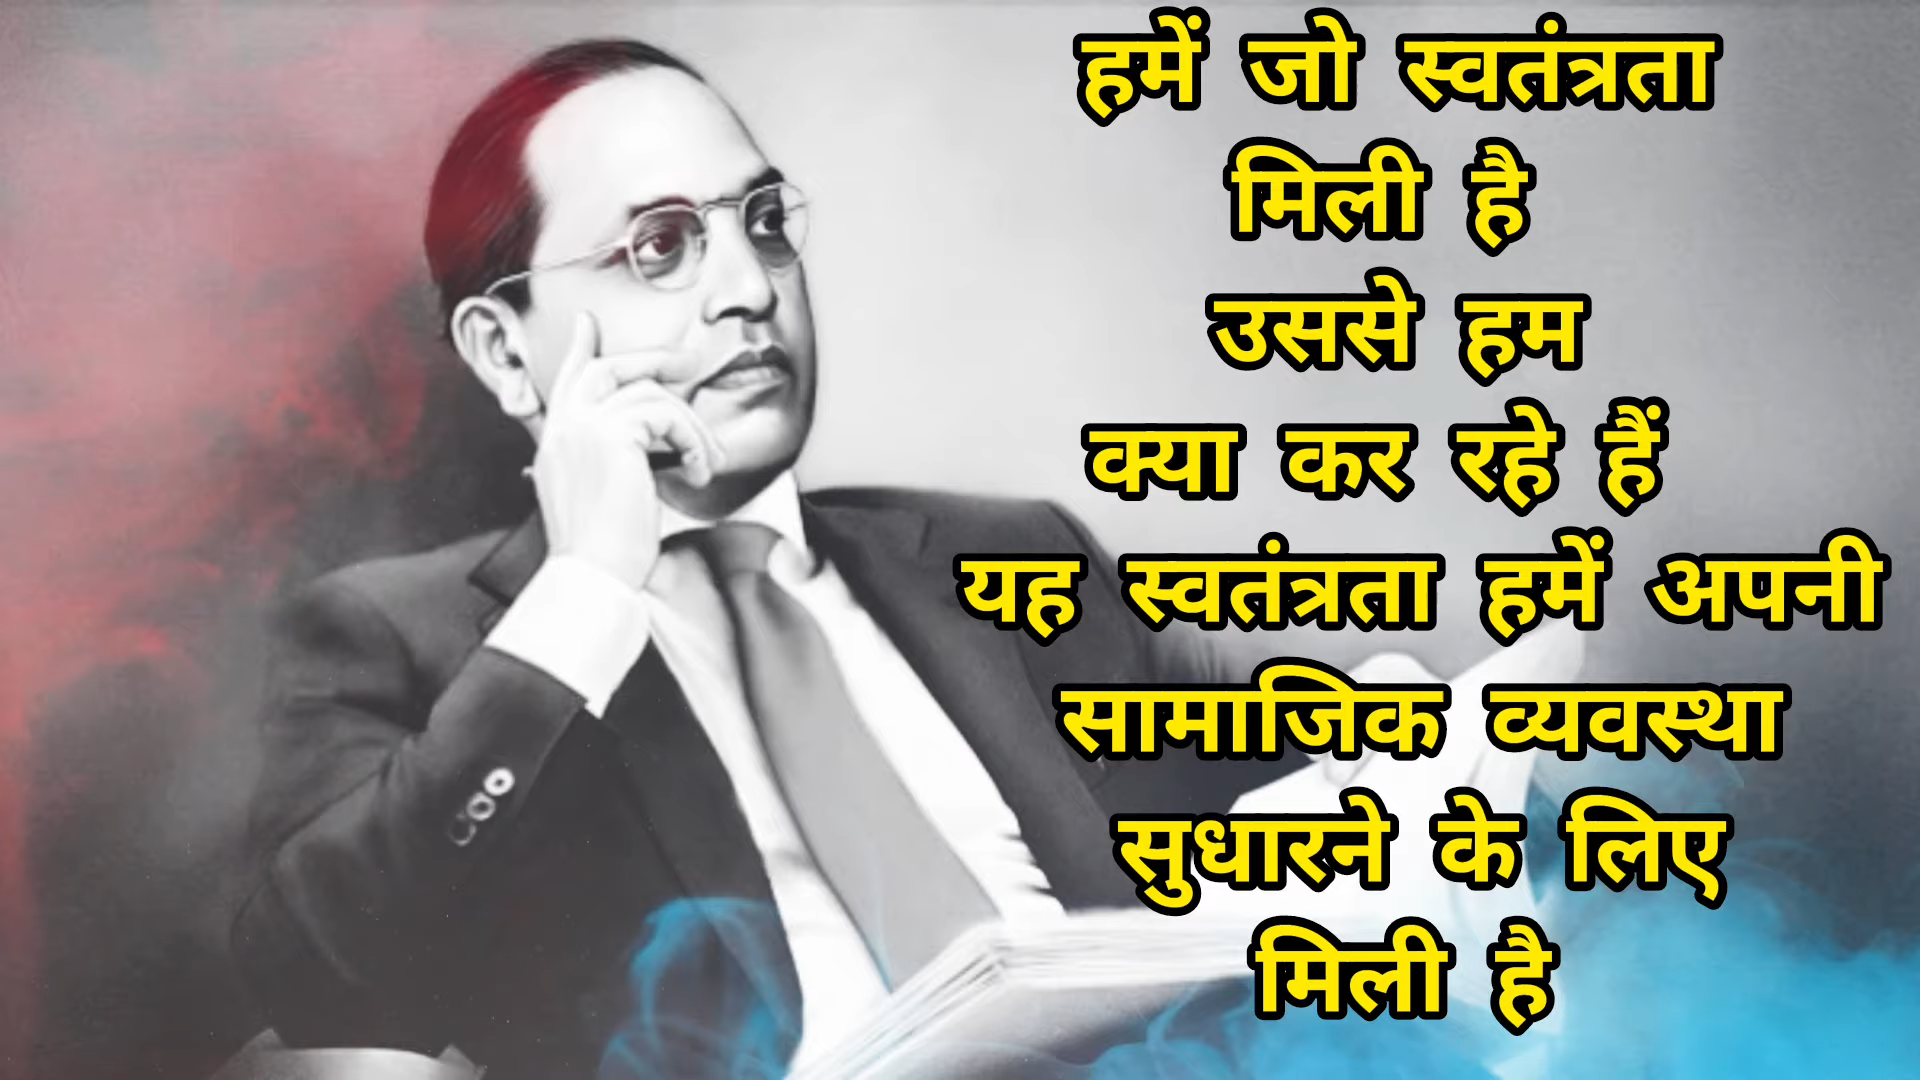 हमें जो स्वतंत्रता
मिली है
उससे हम
क्या कर रहे हैं
यह स्वतंत्रता हमें अपनी
सामाजिक व्यवस्था
सुधारने के लिए
मिली है